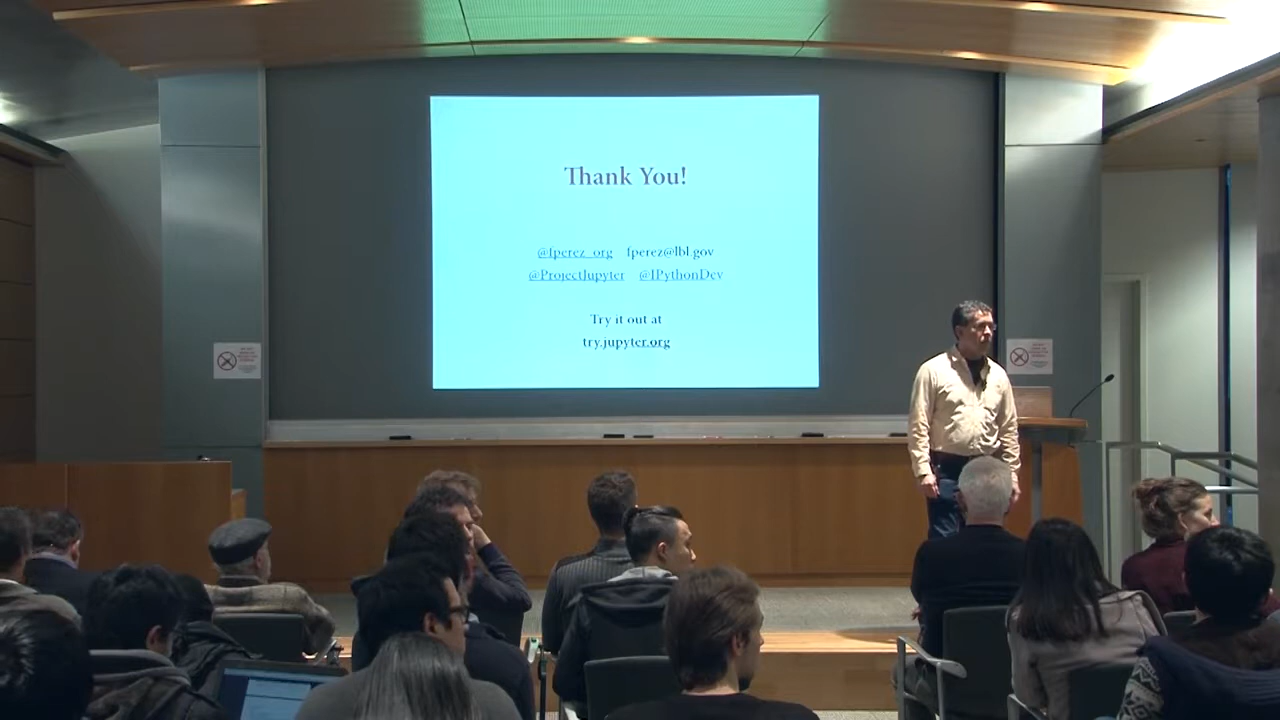 Thank You!
@fperez_org fperez@lbl.gov
@ProjectJupyter @IPythonDev
Try it out at
try.jupyter.org